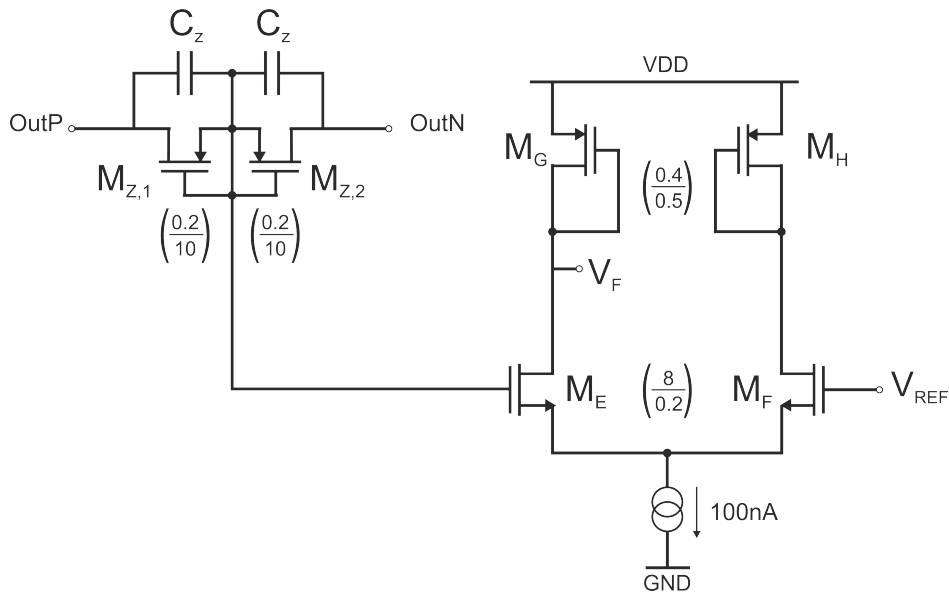 C_z C_z
VDD
OutP OutN
M_G M_H
(0.4/0.5)
M_Z,1 M_Z,2
(0.2/10) (0.2/10)
V_F
M_E (8/0.2) M_F V_REF
100nA
GND